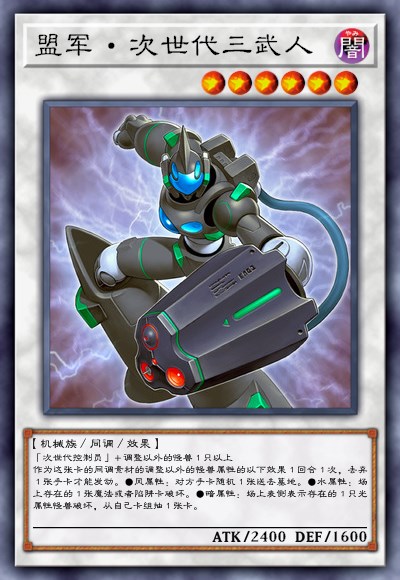 盟军·次世代三武人
やみ
闇
【机械族／同调／效果】
「次世代控制员」+调整以外的怪兽1只以上
作为这张卡的同调素材的调整以外的怪兽属性的以下效果1回合1次，丢弃
1张手卡才能发动。●风属性：对方手卡随机1张送去墓地。●水属性：场
上存在的1张魔法或者陷阱卡破坏。●暗属性：场上表侧表示存在的1只光
属性怪兽破坏，从自己卡组抽1张卡。
ATK/2400 DEF/1600